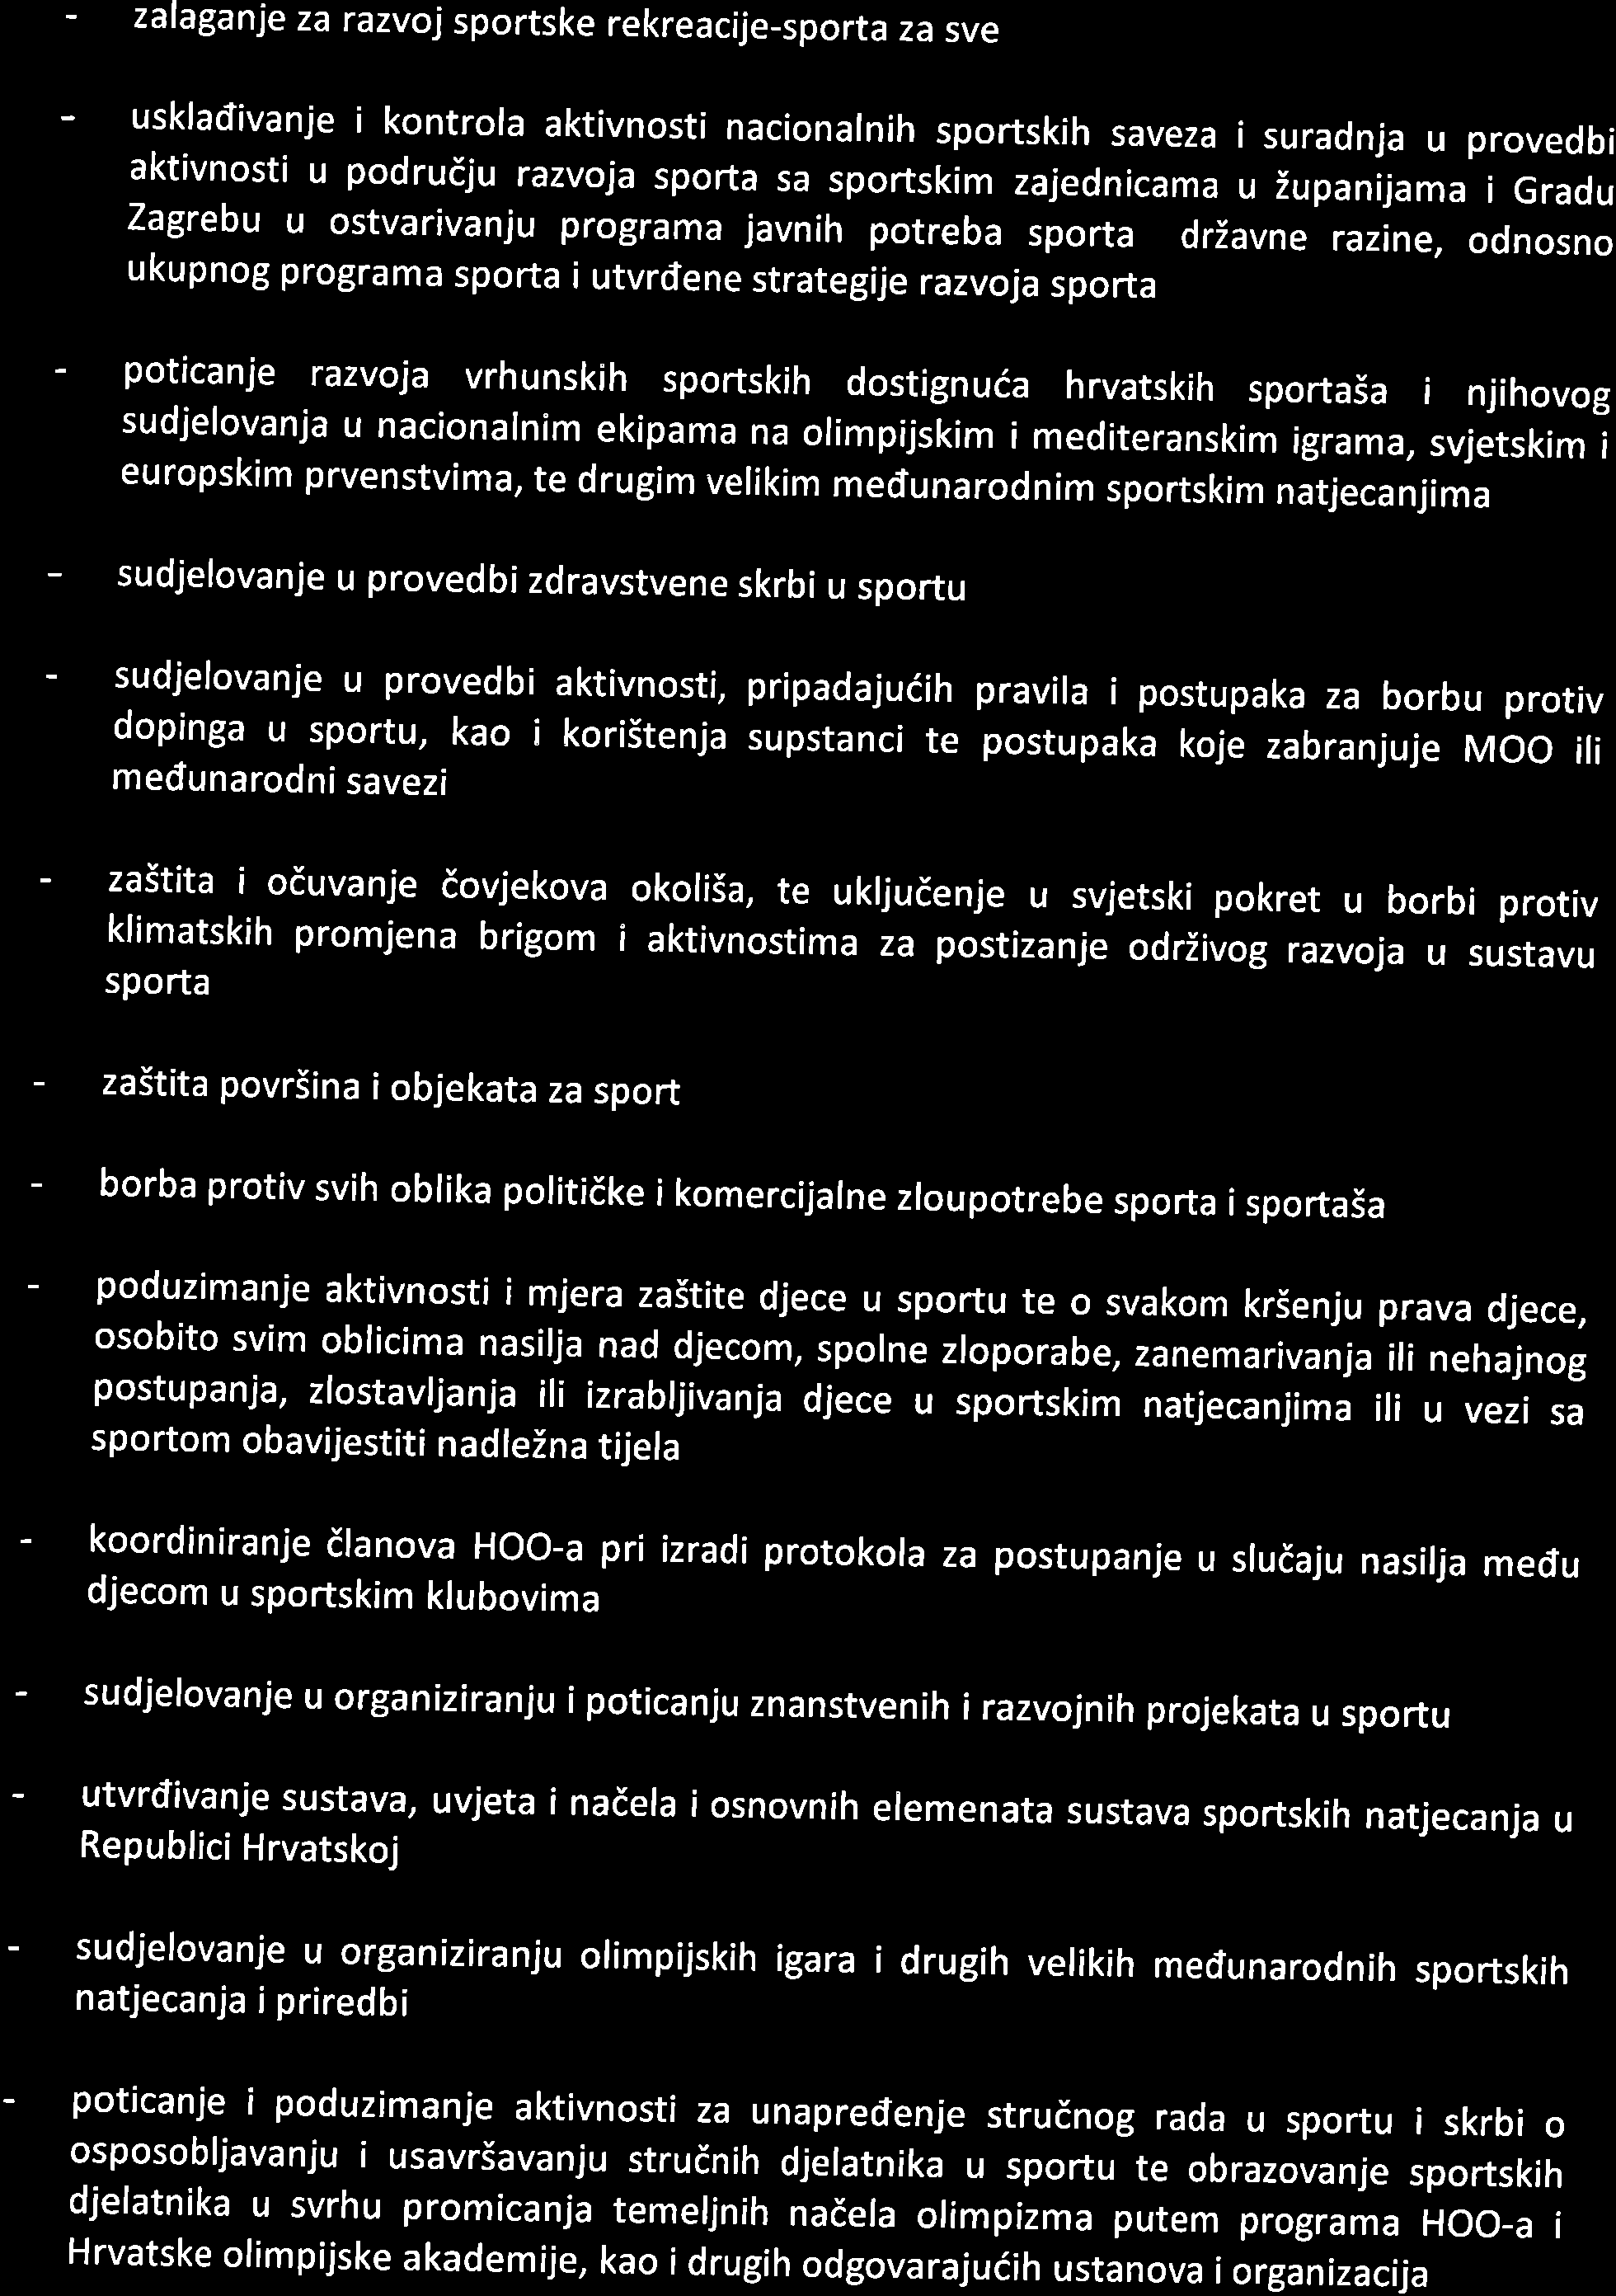 - zalaganje za razvoj sportske rekreacije-sporta za sve
- usklađivanje i kontrola aktivnosti nacionalnih sportskih saveza i suradnja u provedbi
aktivnosti u području razvoja sporta sa sportskim zajednicama u županijama i Gradu
Zagrebu u ostvarivanju programa javnih potreba sporta državne razine, odnosno
ukupnog programa sporta i utvrđene strategije razvoja sporta
- poticanje razvoja vrhunskih sportskih dostignuća hrvatskih sportaša i njihovog
sudjelovanja u nacionalnim ekipama na olimpijskim i mediteranskim igrama, svjetskim i
europskim prvenstvima, te drugim velikim međunarodnim sportskim natjecanjima
- sudjelovanje u provedbi zdravstvene skrbi u sportu
- sudjelovanje u provedbi aktivnosti, pripadajućih pravila i postupaka za borbu protiv
dopinga u sportu, kao i korištenja supstanci te postupaka koje zabranjuje MOO ili
međunarodni savezi
- zaštita i očuvanje čovjekova okoliša, te uključenje u svjetski pokret u borbi protiv
klimatskih promjena brigom i aktivnostima za postizanje održivog razvoja u sustavu
sporta
- zaštita površina i objekata za sport
- borba protiv svih oblika političke i komercijalne zloupotrebe sporta i sportaša
- poduzimanje aktivnosti i mjera zaštite djece u sportu te o svakom kršenju prava djece,
osobito svim oblicima nasilja nad djecom, spolne zloporabe, zanemarivanja ili nehajnog
postupanja, zlostavljanja ili izrabljivanja djece u sportskim natjecanjima ili u vezi sa
sportom obavijestiti nadležna tijela
- koordiniranje članova HOO-a pri izradi protokola za postupanje u slučaju nasilja među
djecom u sportskim klubovima
- sudjelovanje u organiziranju i poticanju znanstvenih i razvojnih projekata u sportu
- utvrđivanje sustava, uvjeta i načela i osnovnih elemenata sustava sportskih natjecanja u
Republici Hrvatskoj
- sudjelovanje u organiziranju olimpijskih igara i drugih velikih međunarodnih sportskih
natjecanja i priredbi
- poticanje i poduzimanje aktivnosti za unapređenje stručnog rada u sportu i skrbi o
osposobljavanju i usavršavanju stručnih djelatnika u sportu te obrazovanje sportskih
djelatnika u svrhu promicanja temeljnih načela olimpizma putem programa HOO-a i
Hrvatske olimpijske akademije, kao i drugih odgovarajućih ustanova i organizacija